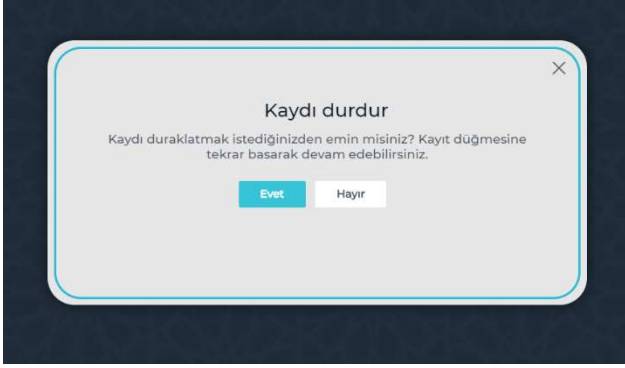 Kaydı durdur
Kaydı duraklatmak istediğinizden emin misiniz? Kayıt düğmesine
tekrar basarak devam edebilirsiniz.
Evet Hayır